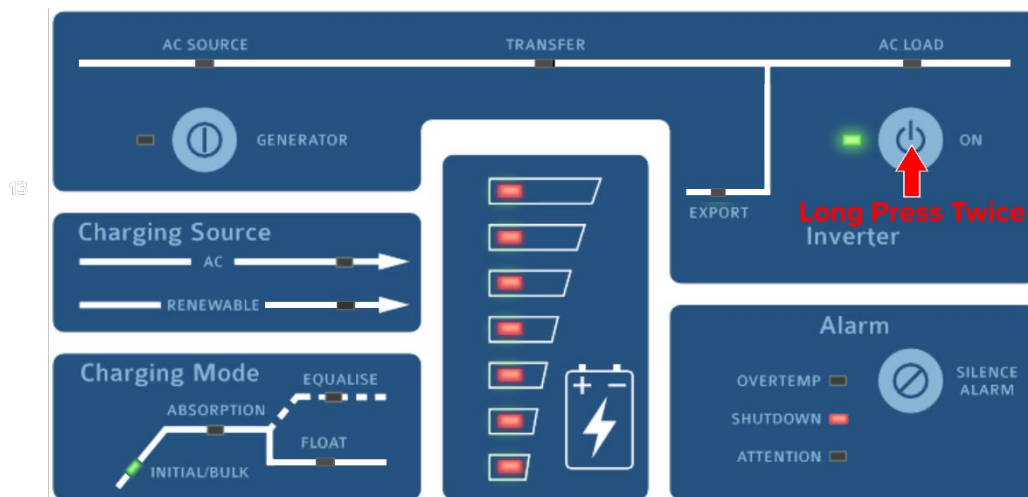 AC SOURCE
TRANSFER
AC LOAD
GENERATOR
ON
13
EXPORT
Long Press Twice
Inverter
Charging Source
AC
RENEWABLE
Alarm
Charging Mode
EQUALISE
OVERTEMP
SILENCE
ALARM
ABSORPTION
SHUTDOWN
FLOAT
INITIAL/BULK
ATTENTION